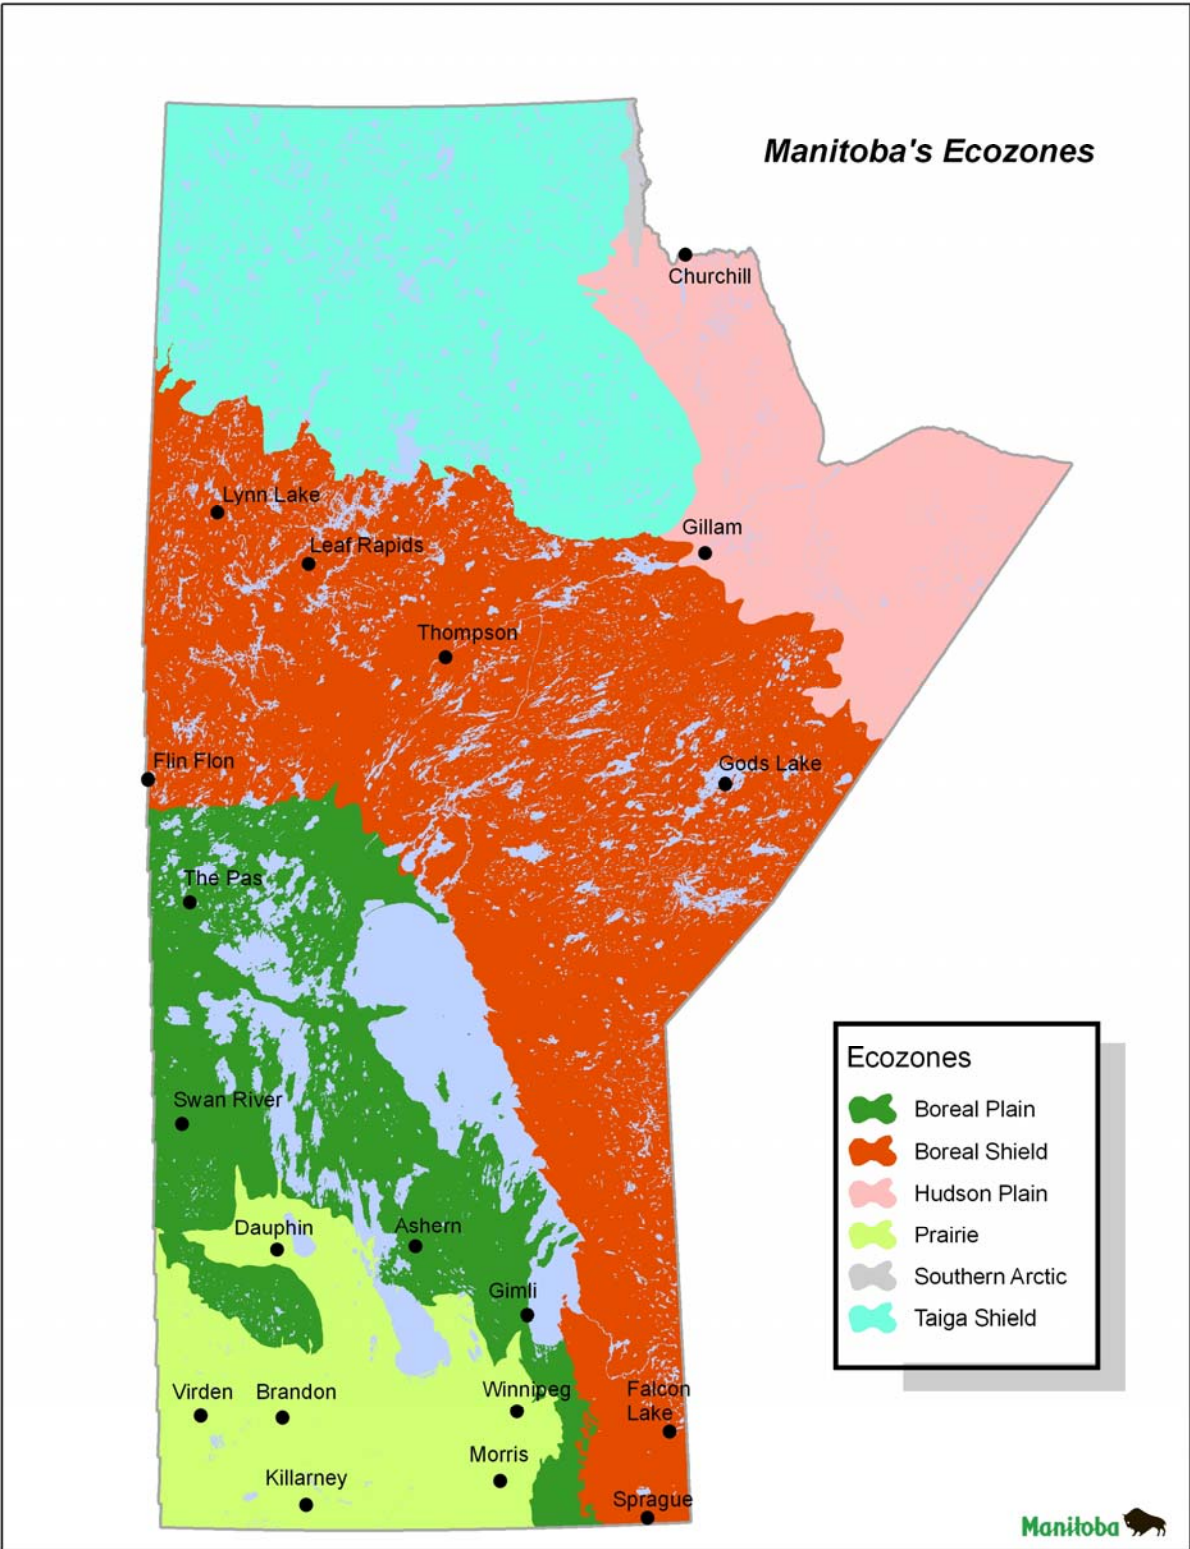 Manitoba's Ecozones
Churchill
Lynn Lake
Gillam
Leaf Rapids
Thompson
Flin Flon
Gods Lake
The Pas
Swan River
Dauphin
Ashern
Gimli
Virden
Brandon
Winnipeg
Falcon
Lake
Morris
Killarney
Sprague
Ecozones
Boreal Plain
Boreal Shield
Hudson Plain
Prairie
Southern Arctic
Taiga Shield
Manitoba